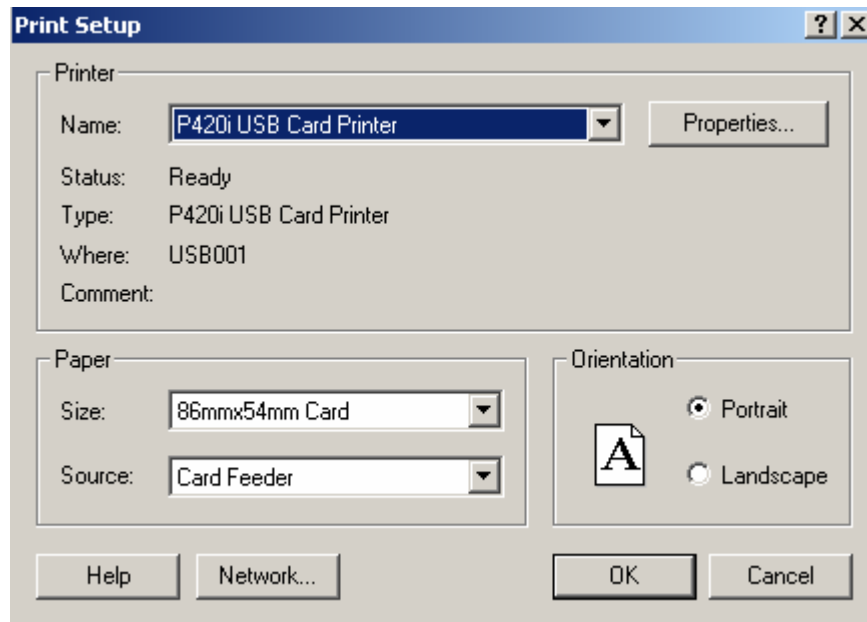 Print Setup
Printer
Name: P420i USB Card Printer Properties...
Status: Ready
Type: P420i USB Card Printer
Where: USB001
Comment:
Paper
Size: 86mmx54mm Card
Source: Card Feeder
Orientation
A
Portrait
Landscape
Help Network... OK Cancel